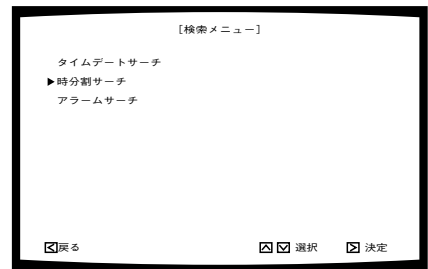 ［検索メニュー］
タイムデートサーチ
▶時分割サーチ
アラームサーチ
戻る 選択 決定